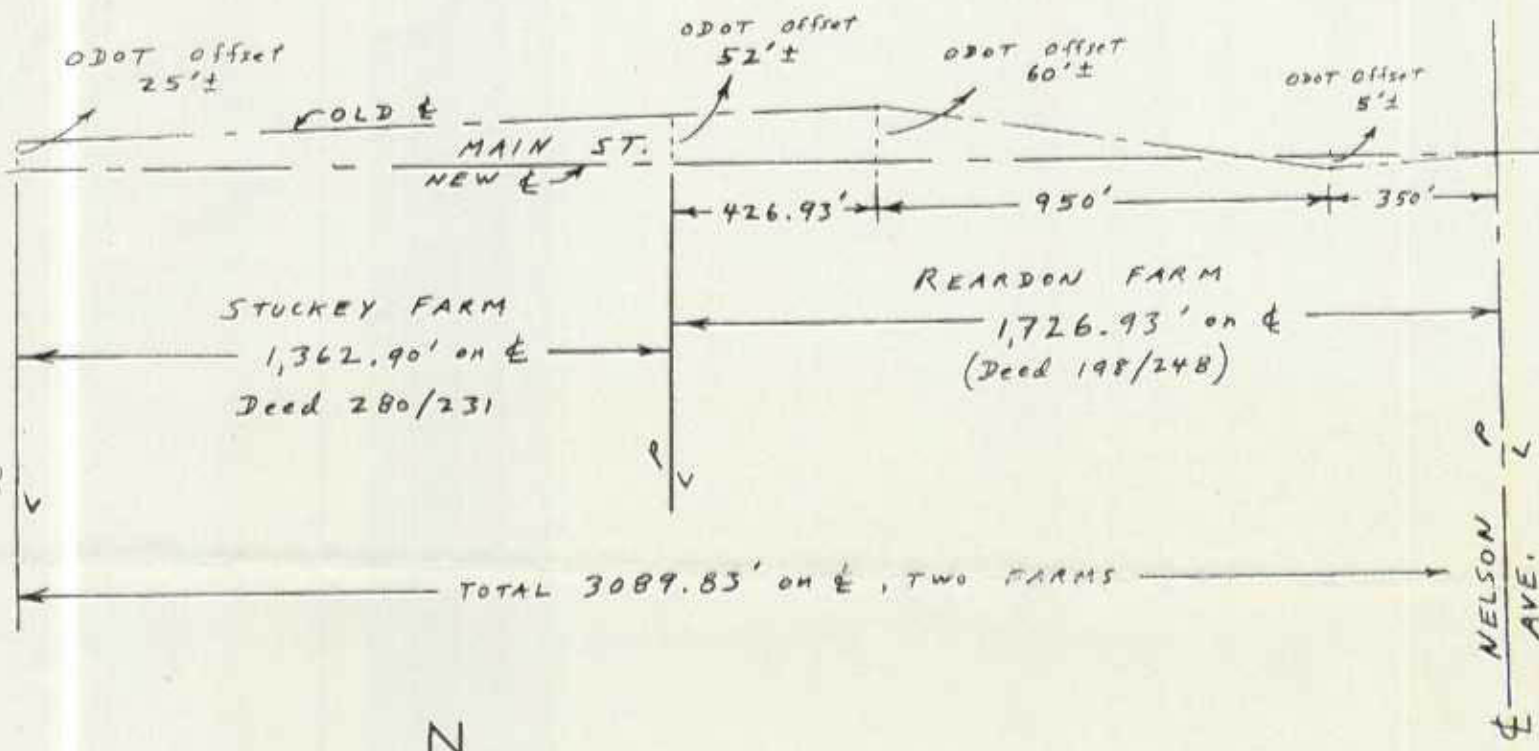 ODOT Offset
25'±
ODOT Offset
52'±
ODOT Offset
60'±
ODOT Offset
5'±
OLD ℄
MAIN ST.
NEW ℄
426.93'
950'
350'
STUCKEY FARM
1,362.90' on ℄
Deed 280/231
REARDON FARM
1,726.93' on ℄
(Deed 198/248)
P
L
P
L
L
TOTAL 3089.83' on ℄, TWO FARMS
℄ NELSON
AVE.
N